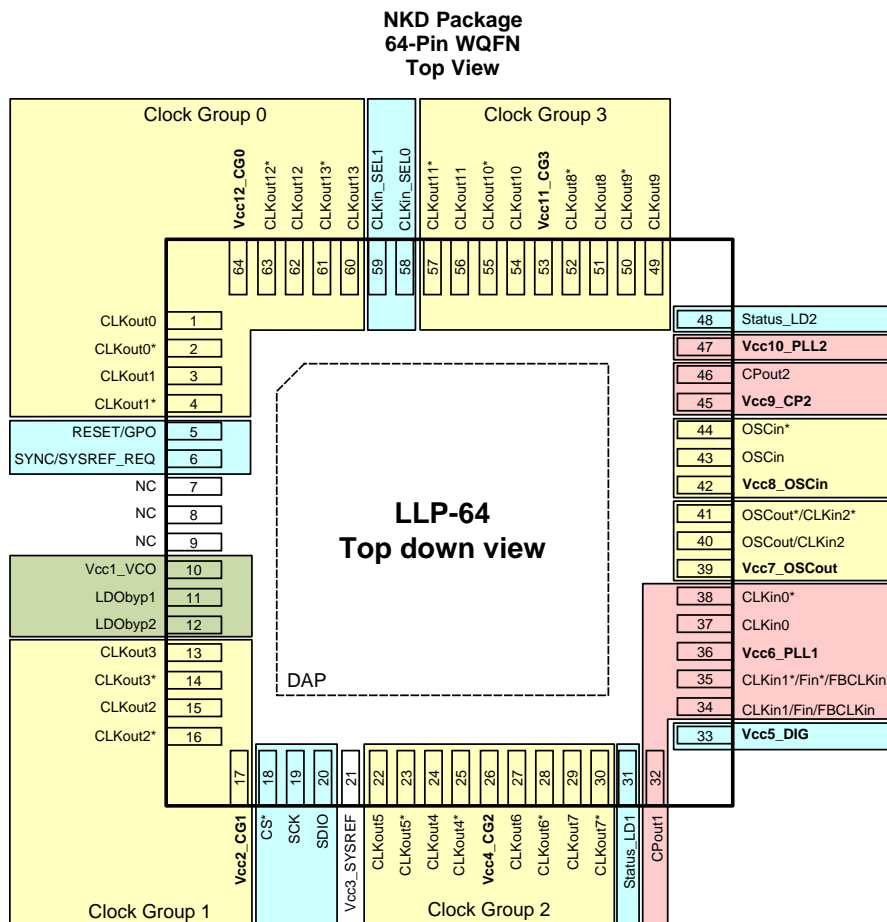 NKD Package
64-Pin WQFN
Top View
Clock Group 0
Clock Group 3
Vcc12_CG0
CLKout12*
CLKout12
CLKout13*
CLKout13
CLKin_SEL1
CLKin_SEL0
CLKout11*
CLKout11
CLKout10*
CLKout10
Vcc11_CG3
CLKout8*
CLKout8
CLKout9*
CLKout9
64
63
62
61
60
59
58
57
56
55
54
53
52
51
50
49
CLKout0 1
CLKout0* 2
CLKout1 3
CLKout1* 4
RESET/GPO 5
SYNC/SYSREF_REQ 6
NC 7
NC 8
NC 9
Vcc1_VCO 10
LDObyp1 11
LDObyp2 12
CLKout3 13
CLKout3* 14
CLKout2 15
CLKout2* 16
LLP-64
Top down view
DAP
48 Status_LD2
47 Vcc10_PLL2
46 CPout2
45 Vcc9_CP2
44 OSCin*
43 OSCin
42 Vcc8_OSCin
41 OSCout*/CLKin2*
40 OSCout/CLKin2
39 Vcc7_OSCout
38 CLKin0*
37 CLKin0
36 Vcc6_PLL1
35 CLKin1*/Fin*/FBCLKin
34 CLKin1/Fin/FBCLKin
33 Vcc5_DIG
17
18
19
20
21
22
23
24
25
26
27
28
29
30
31
32
Vcc2_CG1
CS*
SCK
SDIO
Vcc3_SYSREF
CLKout5
CLKout5*
CLKout4
CLKout4*
Vcc4_CG2
CLKout6
CLKout6*
CLKout7
CLKout7*
Status_LD1
CPout1
Clock Group 1
Clock Group 2